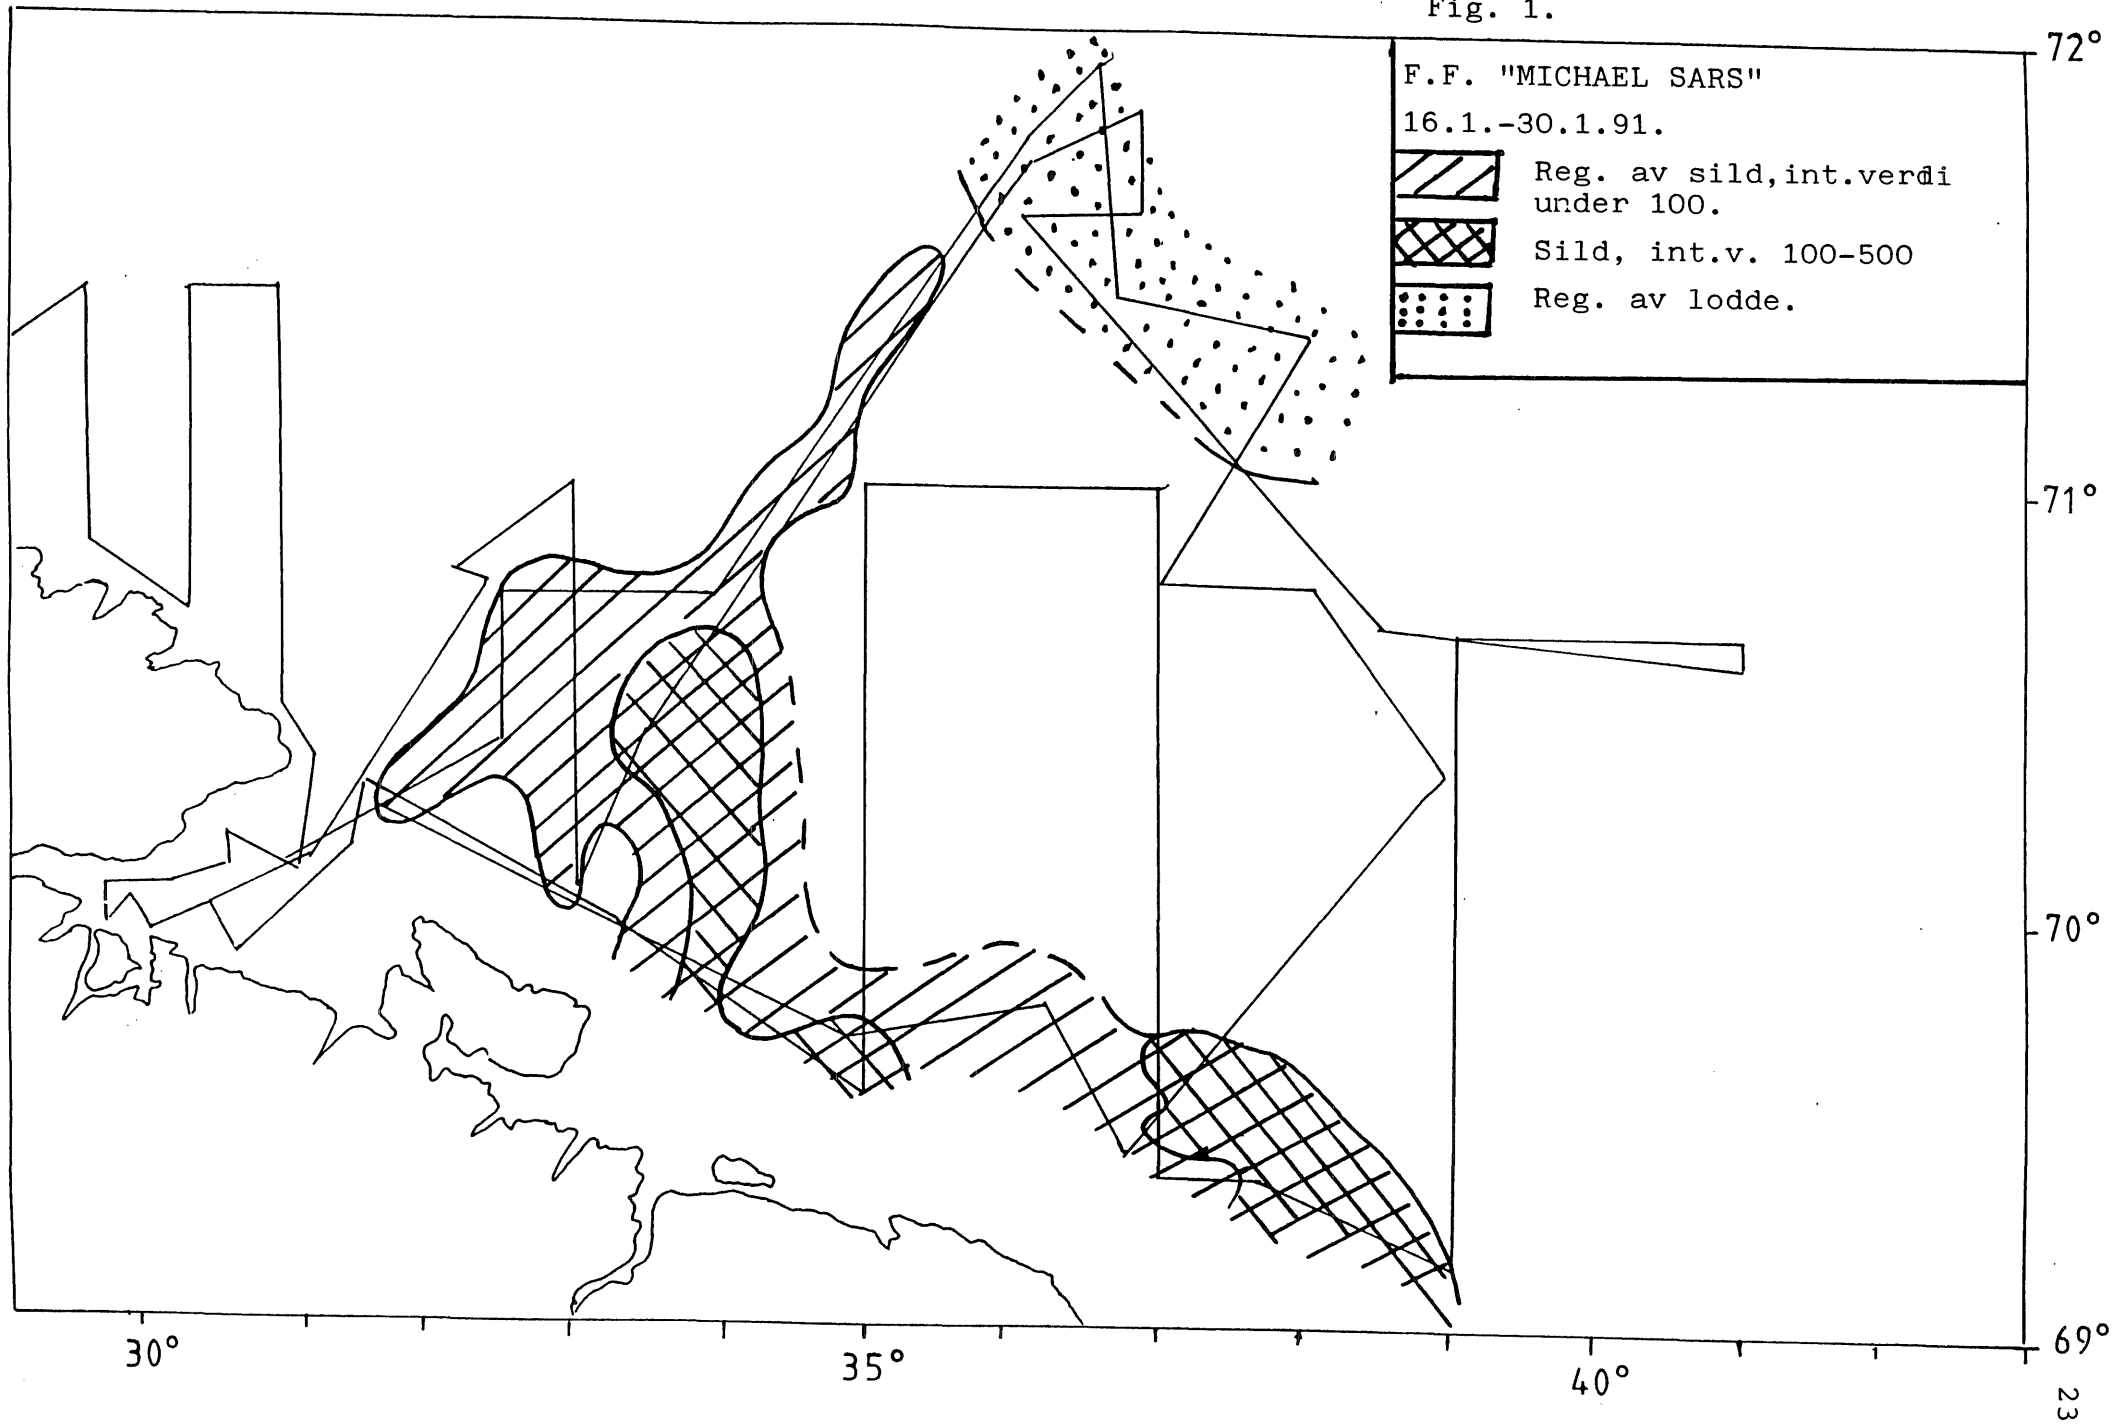 Fig. 1.
72°
F.F. "MICHAEL SARS"
16.1.-30.1.91.
Reg. av sild,int.verdi
under 100.
Sild, int.v. 100-500
Reg. av lodde.
71°
70°
69°
30°
35°
40°
23